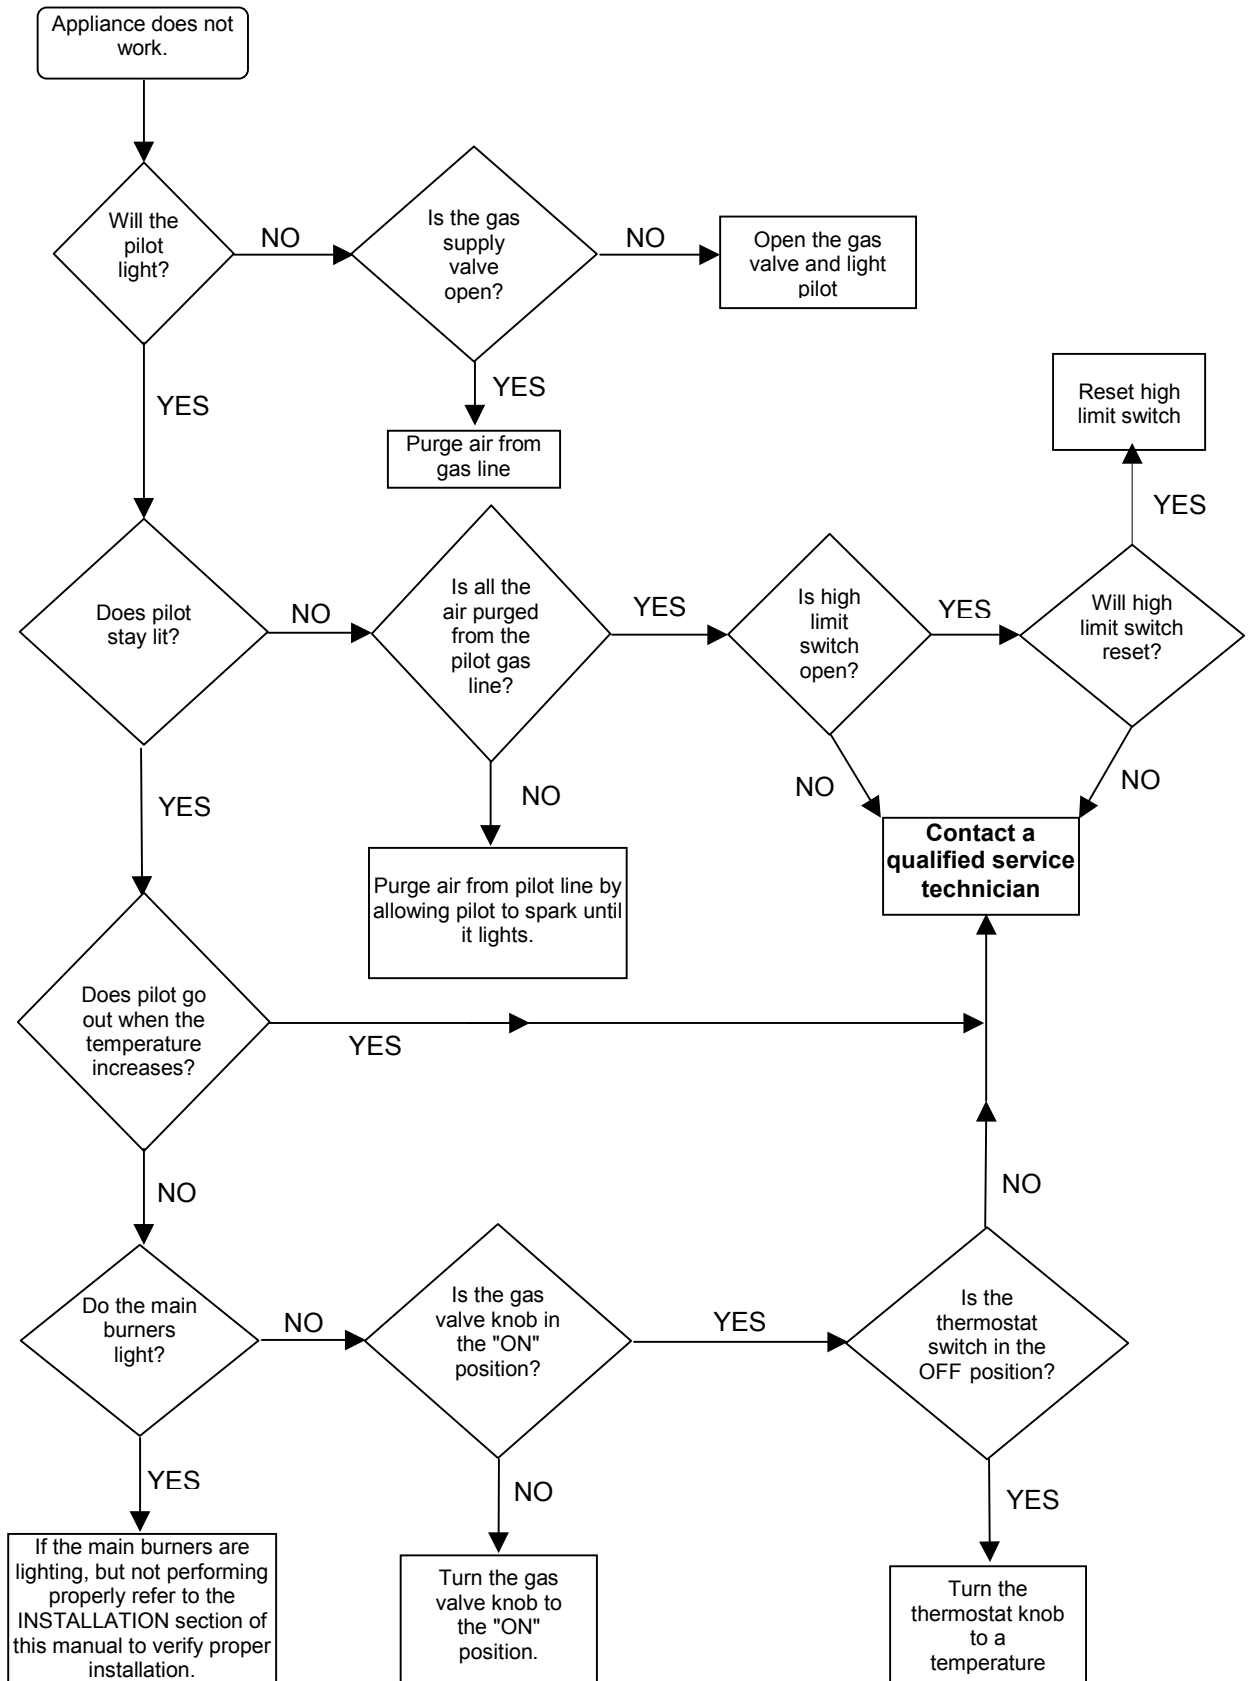 Appliance does not
work.
Will the
pilot
light?
NO
Is the gas
supply
valve
open?
NO
Open the gas
valve and light
pilot
YES
YES
Purge air from
gas line
Reset high
limit switch
YES
Does pilot
stay lit?
NO
Is all the
air purged
from the
pilot gas
line?
YES
Is high
limit
switch
open?
YES
Will high
limit switch
reset?
YES
NO
NO
NO
Purge air from pilot line by
allowing pilot to spark until
it lights.
Contact a
qualified service
technician
Does pilot go
out when the
temperature
increases?
YES
NO
NO
Do the main
burners
light?
NO
Is the gas
valve knob in
the "ON"
position?
YES
Is the
thermostat
switch in the
OFF position?
YES
NO
YES
If the main burners are
lighting, but not performing
properly refer to the
INSTALLATION section of
this manual to verify proper
installation.
Turn the gas
valve knob to
the "ON"
position.
Turn the
thermostat knob
to a
temperature